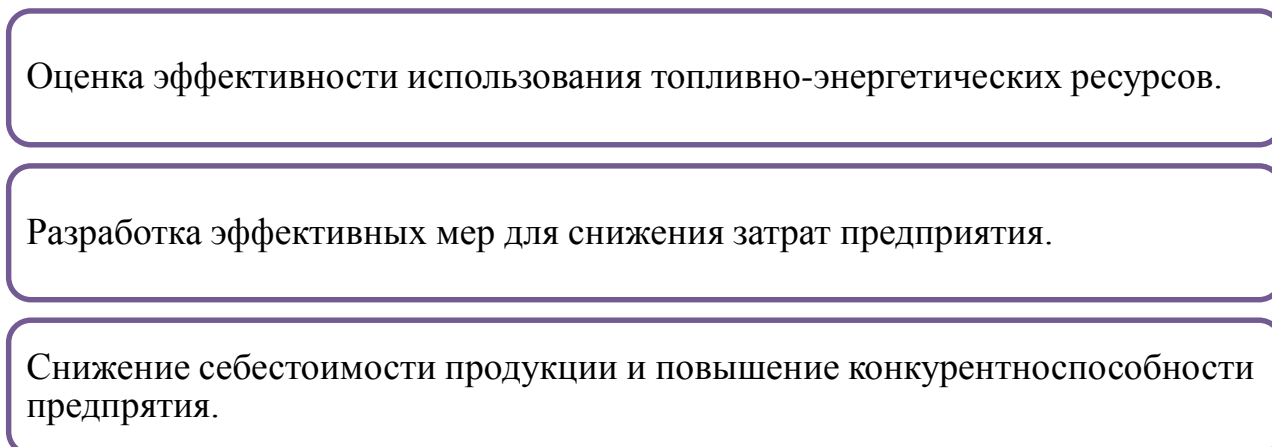 Оценка эффективности использования топливно-энергетических ресурсов.
Разработка эффективных мер для снижения затрат предприятия.
Снижение себестоимости продукции и повышение конкурентноспособности
предпрятия.